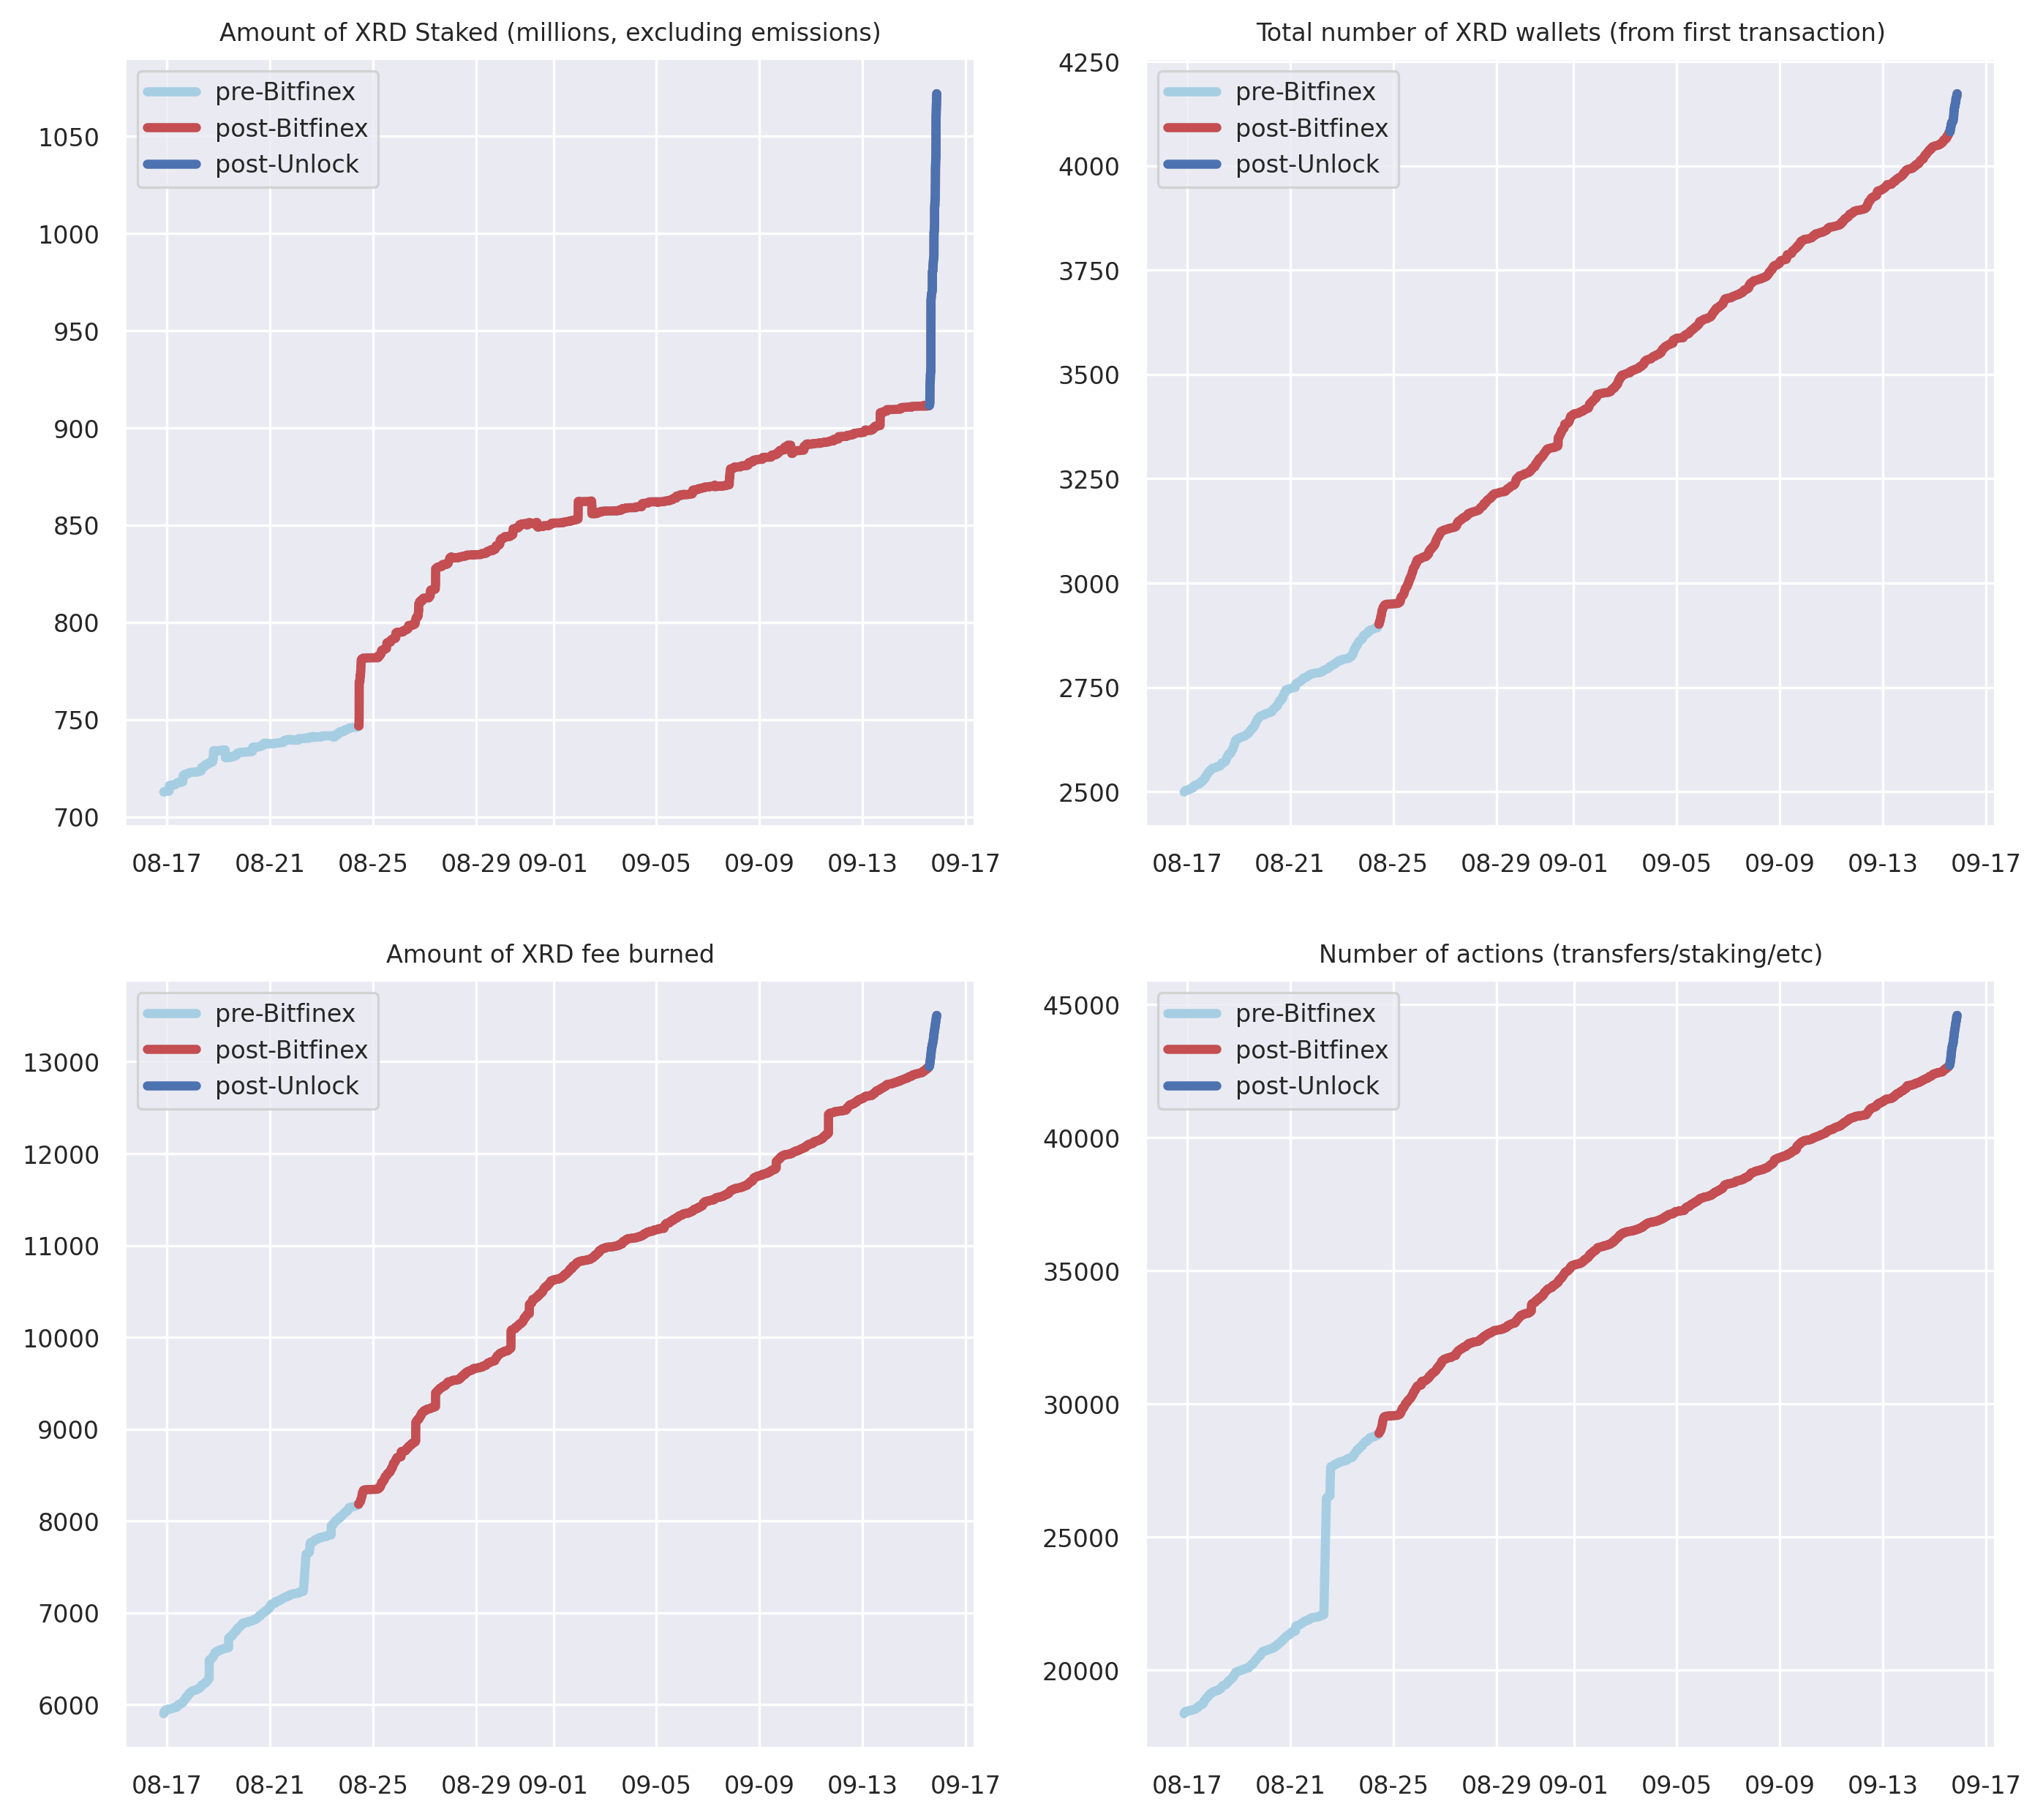 Amount of XRD Staked (millions, excluding emissions)
pre-Bitfinex
post-Bitfinex
post-Unlock
1050
1000
950
900
850
800
750
700
08-17 08-21 08-25 08-29 09-01 09-05 09-09 09-13 09-17
Total number of XRD wallets (from first transaction)
pre-Bitfinex
post-Bitfinex
post-Unlock
4250
4000
3750
3500
3250
3000
2750
2500
08-17 08-21 08-25 08-29 09-01 09-05 09-09 09-13 09-17
Amount of XRD fee burned
pre-Bitfinex
post-Bitfinex
post-Unlock
13000
12000
11000
10000
9000
8000
7000
6000
08-17 08-21 08-25 08-29 09-01 09-05 09-09 09-13 09-17
Number of actions (transfers/staking/etc)
pre-Bitfinex
post-Bitfinex
post-Unlock
45000
40000
35000
30000
25000
20000
08-17 08-21 08-25 08-29 09-01 09-05 09-09 09-13 09-17